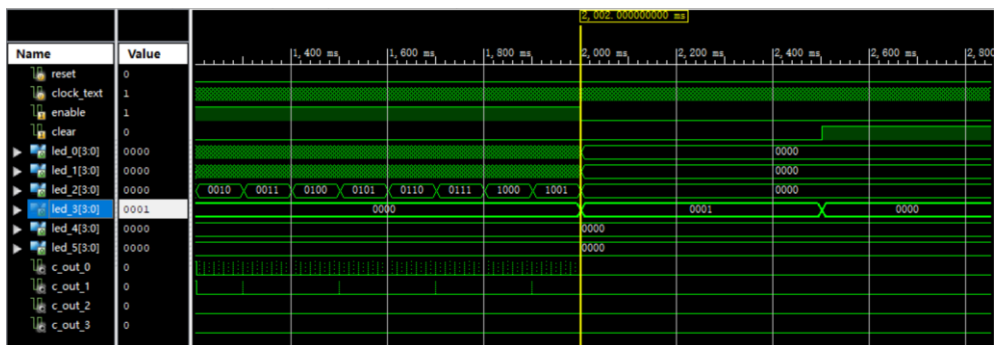 2,002.000000000 ms
Name Value 1,400 ms 1,600 ms 1,800 ms 2,000 ms 2,200 ms 2,400 ms 2,600 ms 2,800
reset 0
clock_text 1
enable 1
clear 0
led_0[3:0] 0000 0000
led_1[3:0] 0000 0000
led_2[3:0] 0000 0010 0011 0100 0101 0110 0111 1000 1001 0000
led_3[3:0] 0001 0000 0001 0000
led_4[3:0] 0000 0000
led_5[3:0] 0000 0000
c_out_0 0
c_out_1 0
c_out_2 0
c_out_3 0